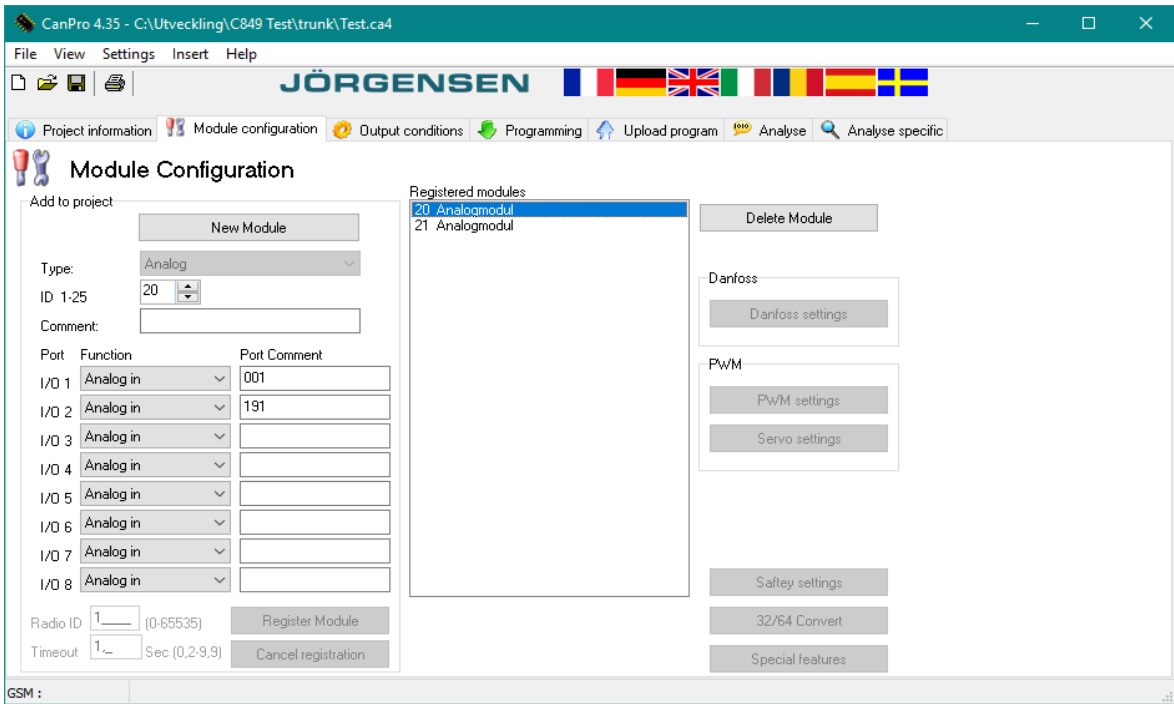 CanPro 4.35 - C:\Utveckling\C849 Test\trunk\Test.ca4
File View Settings Insert Help
JÖRGENSEN
Project information Module configuration Output conditions Programming Upload program Analyse Analyse specific
Module Configuration
Add to project
New Module
Type: Analog
ID 1-25 20
Comment:
Port Function Port Comment
I/O 1 Analog in 001
I/O 2 Analog in 191
I/O 3 Analog in
I/O 4 Analog in
I/O 5 Analog in
I/O 6 Analog in
I/O 7 Analog in
I/O 8 Analog in
Radio ID 1____ (0-65535) Register Module
Timeout 1,_ Sec (0,2-9,9) Cancel registration
Registered modules
20 Analogmodul
21 Analogmodul
Delete Module
Danfoss
Danfoss settings
PWM
PWM settings
Servo settings
Saftey settings
32/64 Convert
Special features
GSM :